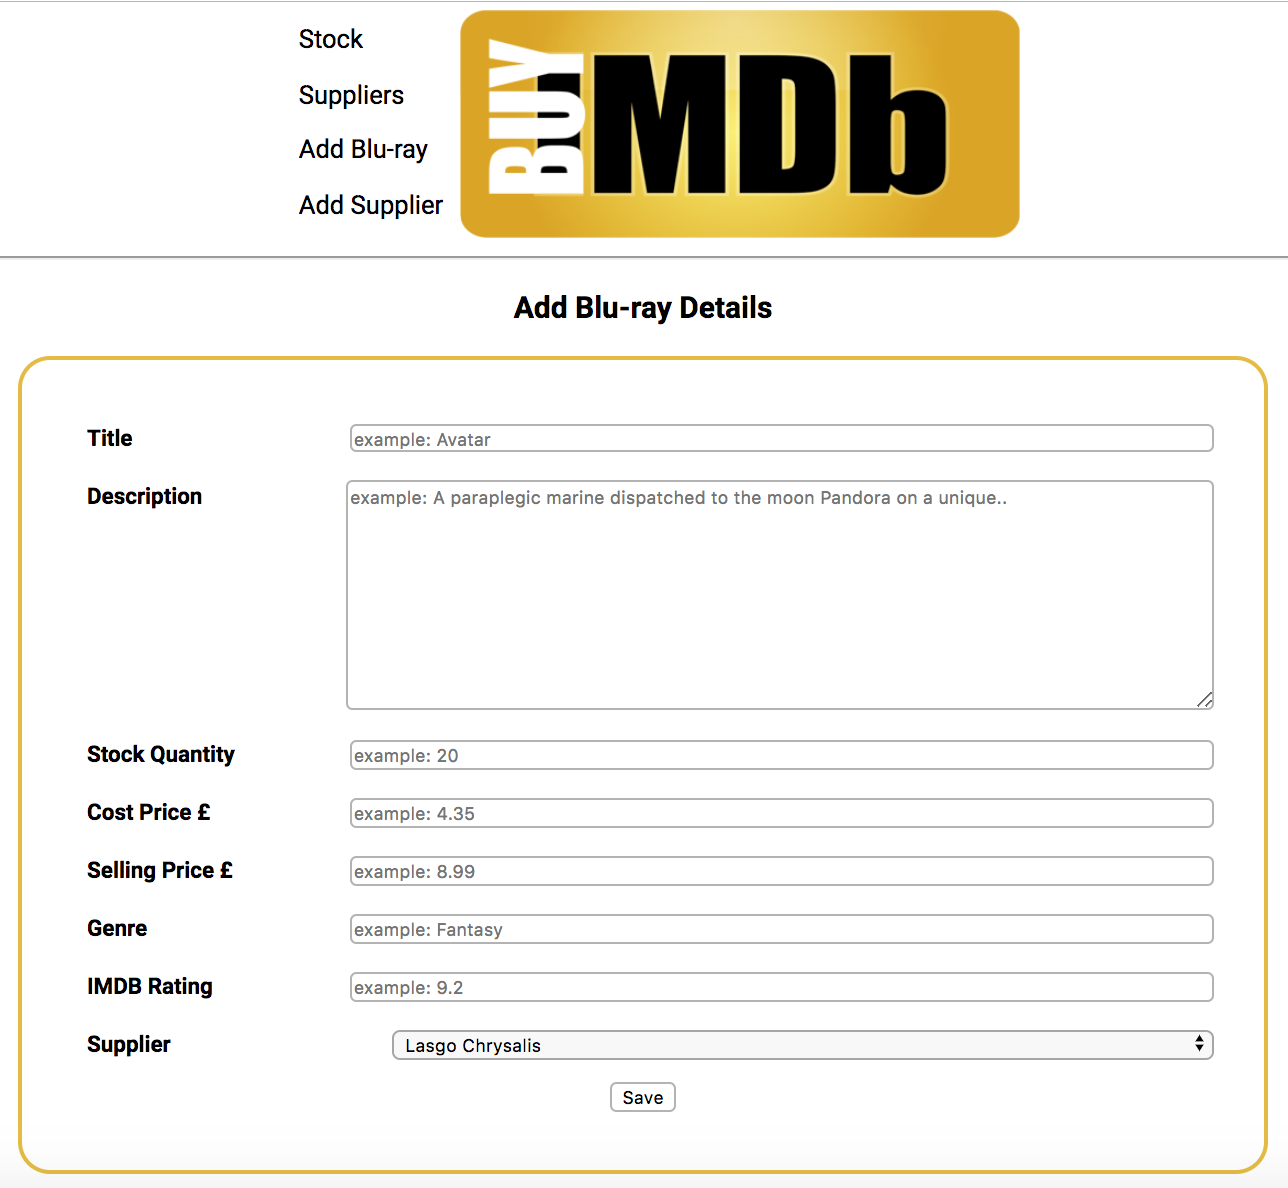 Stock
Suppliers
Add Blu-ray
Add Supplier
BUY
IMDb
Add Blu-ray Details
Title
example: Avatar
Description
example: A paraplegic marine dispatched to the moon Pandora on a unique..
Stock Quantity
example: 20
Cost Price £
example: 4.35
Selling Price £
example: 8.99
Genre
example: Fantasy
IMDB Rating
example: 9.2
Supplier
Lasgo Chrysalis
Save